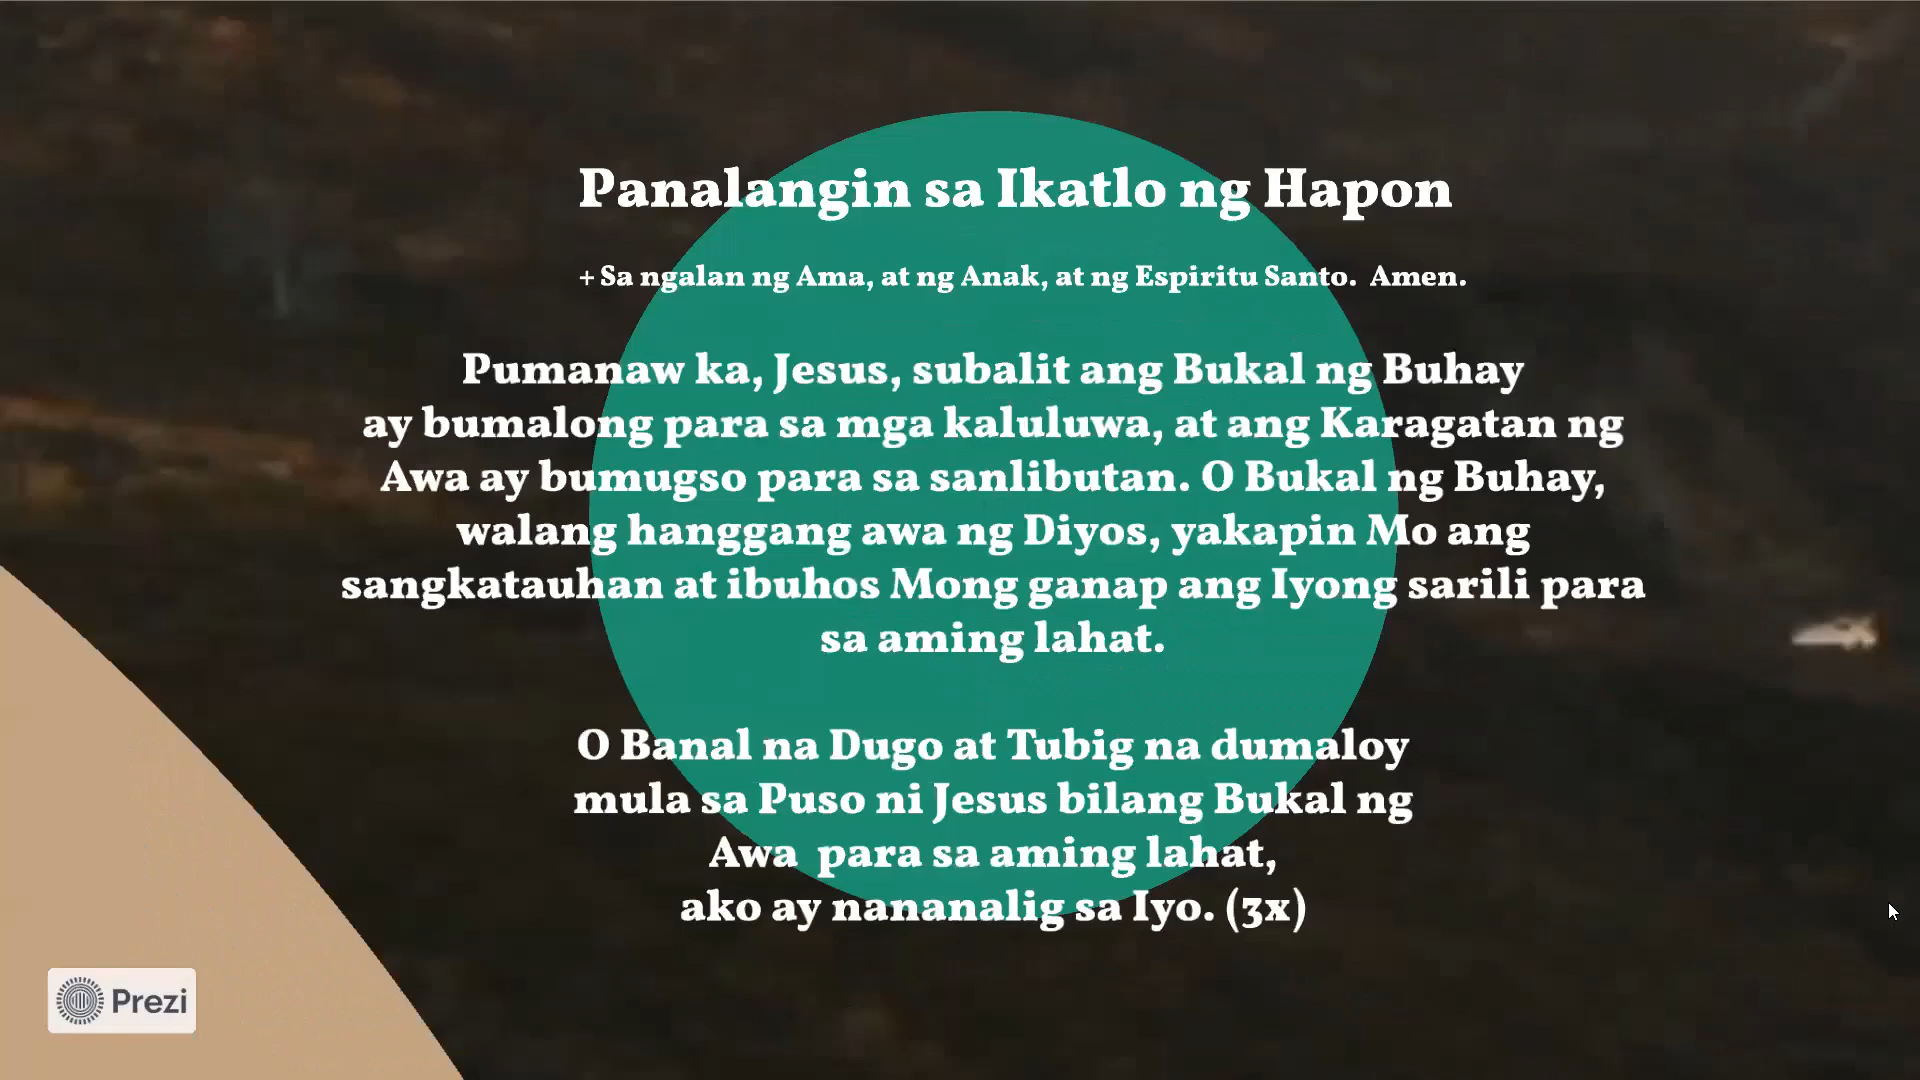 Panalangin sa Ikatlo ng Hapon
+ Sa ngalan ng Ama, at ng Anak, at ng Espiritu Santo.  Amen.
Pumanaw ka, Jesus, subalit ang Bukal ng Buhay
ay bumalong para sa mga kaluluwa, at ang Karagatan ng
Awa ay bumugso para sa sanlibutan. O Bukal ng Buhay,
walang hanggang awa ng Diyos, yakapin Mo ang
sangkatauhan at ibuhos Mong ganap ang Iyong sarili para
sa aming lahat.
O Banal na Dugo at Tubig na dumaloy
mula sa Puso ni Jesus bilang Bukal ng
Awa  para sa aming lahat,
ako ay nananalig sa Iyo. (3x)
Prezi